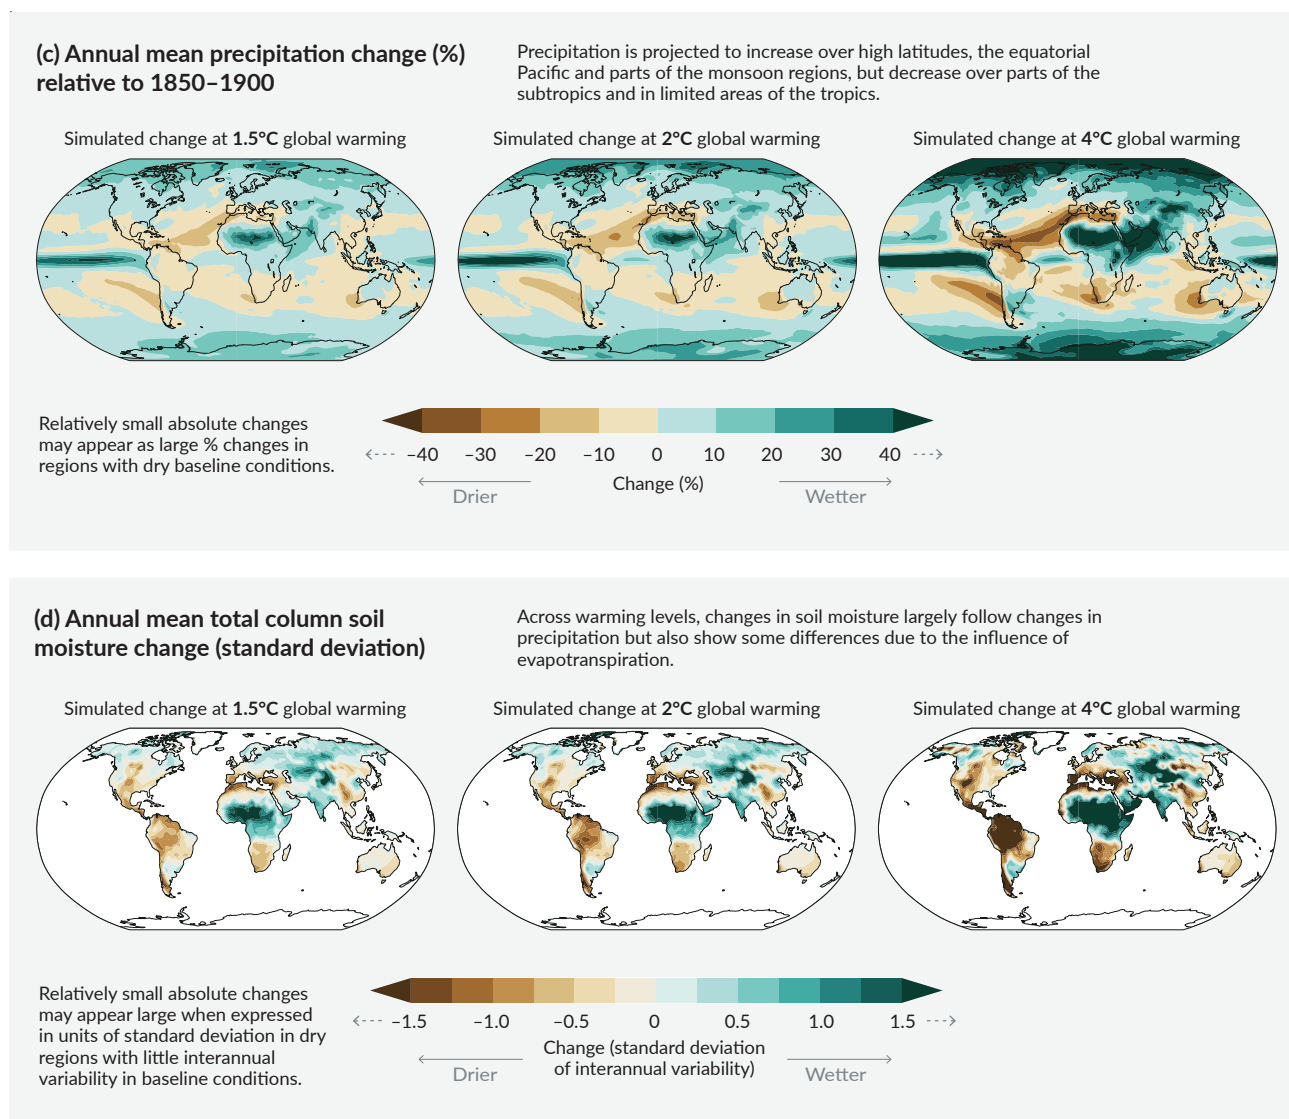 (c) Annual mean precipitation change (%)
relative to 1850–1900
Precipitation is projected to increase over high latitudes, the equatorial
Pacific and parts of the monsoon regions, but decrease over parts of the
subtropics and in limited areas of the tropics.
Simulated change at 1.5°C global warming
Simulated change at 2°C global warming
Simulated change at 4°C global warming
Relatively small absolute changes
may appear as large % changes in
regions with dry baseline conditions.
–40 –30 –20 –10 0 10 20 30 40
Change (%)
Drier
Wetter
(d) Annual mean total column soil
moisture change (standard deviation)
Across warming levels, changes in soil moisture largely follow changes in
precipitation but also show some differences due to the influence of
evapotranspiration.
Simulated change at 1.5°C global warming
Simulated change at 2°C global warming
Simulated change at 4°C global warming
Relatively small absolute changes
may appear large when expressed
in units of standard deviation in dry
regions with little interannual
variability in baseline conditions.
–1.5 –1.0 –0.5 0 0.5 1.0 1.5
Change (standard deviation
of interannual variability)
Drier
Wetter